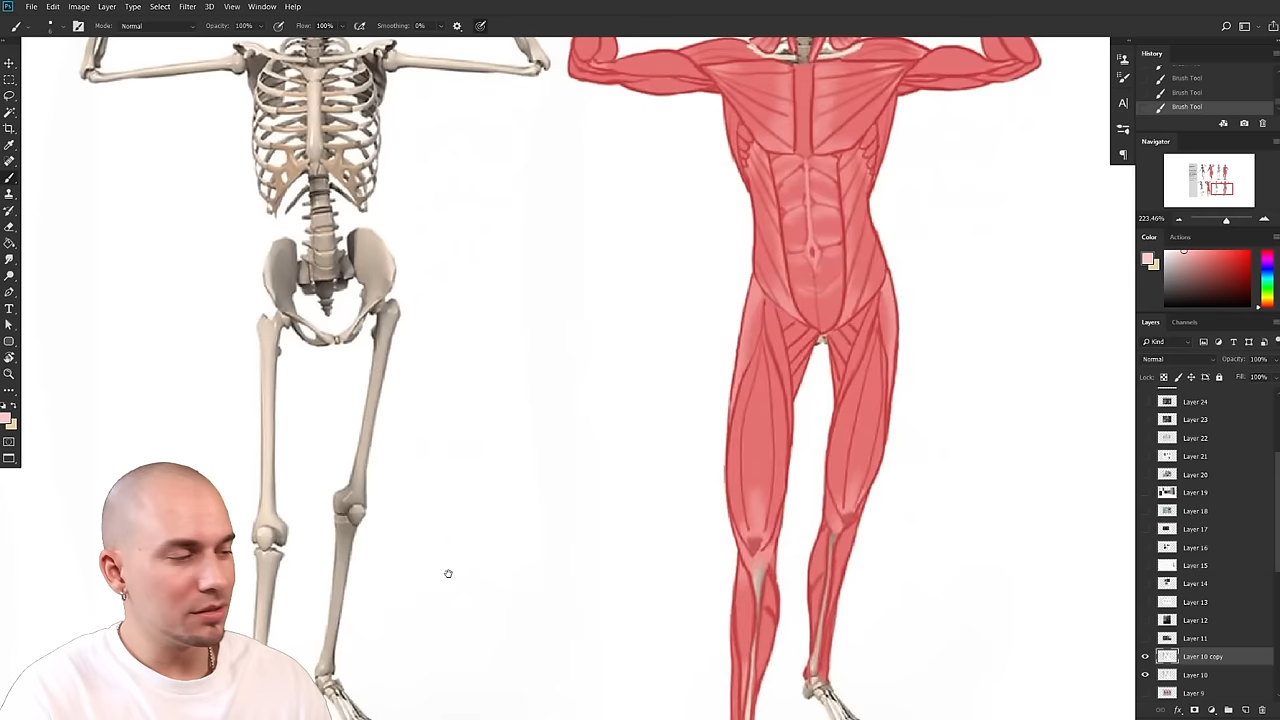 Ps File Edit Image Layer Type Select Filter 3D View Window Help
Mode: Normal Opacity: 100% Flow: 100% Smoothing: 0%
History
Brush Tool
Brush Tool
Brush Tool
Navigator
223.46%
Color Actions
Layers Channels
Kind
Normal Opacity: 100%
Lock: Fill: 100%
Layer 24
Layer 23
Layer 22
Layer 21
Layer 20
Layer 19
Layer 18
Layer 17
Layer 16
Layer 15
Layer 14
Layer 13
Layer 12
Layer 11
Layer 10 copy
Layer 10
Layer 9